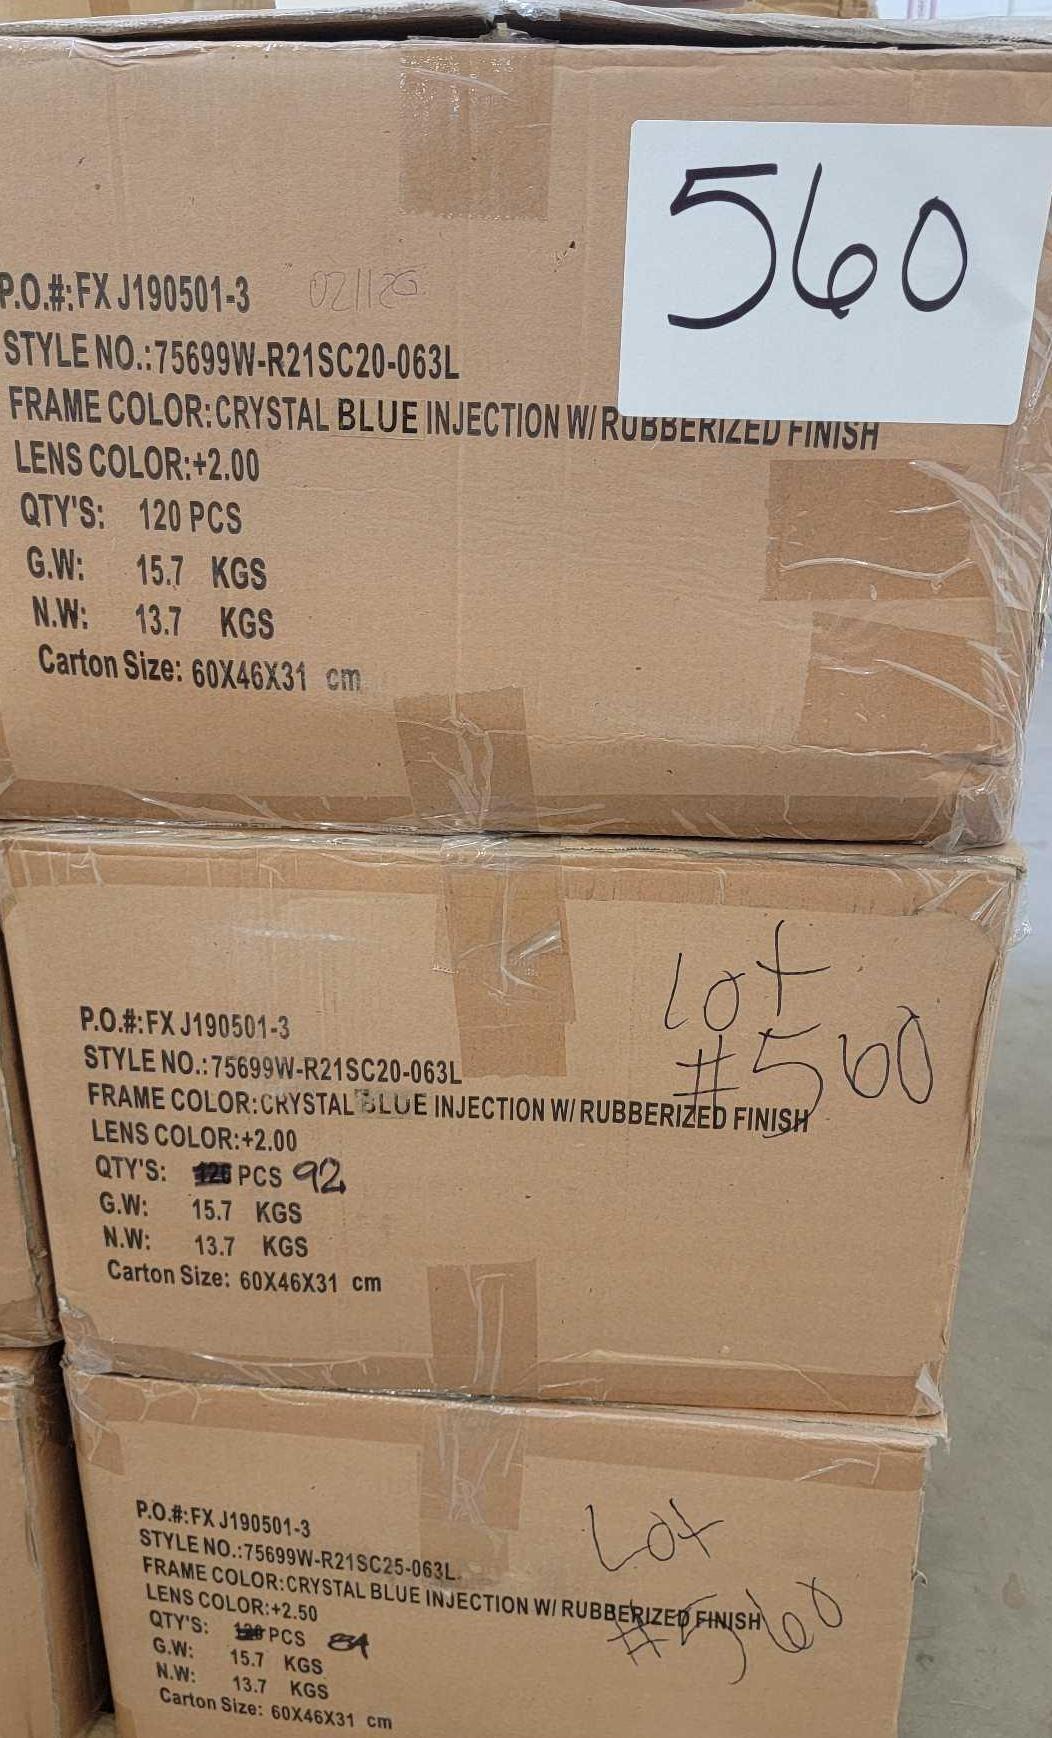 560
P.O.#:FX J190501-3
STYLE NO.:75699W-R21SC20-063L
FRAME COLOR:CRYSTAL BLUE INJECTION W/ RUBBERIZED FINISH
LENS COLOR:+2.00
QTY'S: 120 PCS
G.W: 15.7 KGS
N.W: 13.7 KGS
Carton Size: 60X46X31 cm
Lot
#560
P.O.#:FX J190501-3
STYLE NO.:75699W-R21SC20-063L
FRAME COLOR:CRYSTAL BLUE INJECTION W/ RUBBERIZED FINISH
LENS COLOR:+2.00
QTY'S: PCS 92
G.W: 15.7 KGS
N.W: 13.7 KGS
Carton Size: 60X46X31 cm
Lot
#560
P.O.#:FX J190501-3
STYLE NO.:75699W-R21SC25-063L
FRAME COLOR:CRYSTAL BLUE INJECTION W/ RUBBERIZED FINISH
LENS COLOR:+2.50
QTY'S: PCS
G.W: 15.7 KGS
N.W: 13.7 KGS
Carton Size: 60X46X31 cm